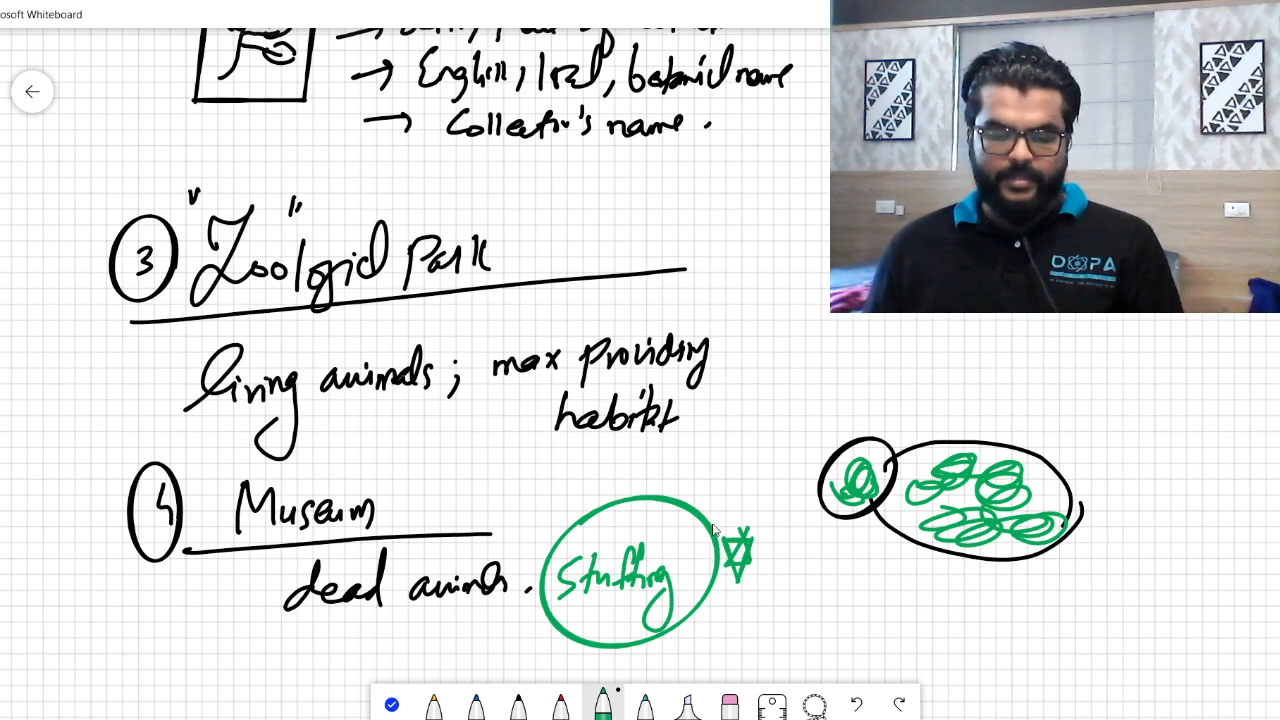 osoft Whiteboard
→ English, local, botanical name
→ Collector's name.
3 "Zoological Park"
living animals; max providing
habitat
4 Museum
dead animals. Stuffing
DOPA